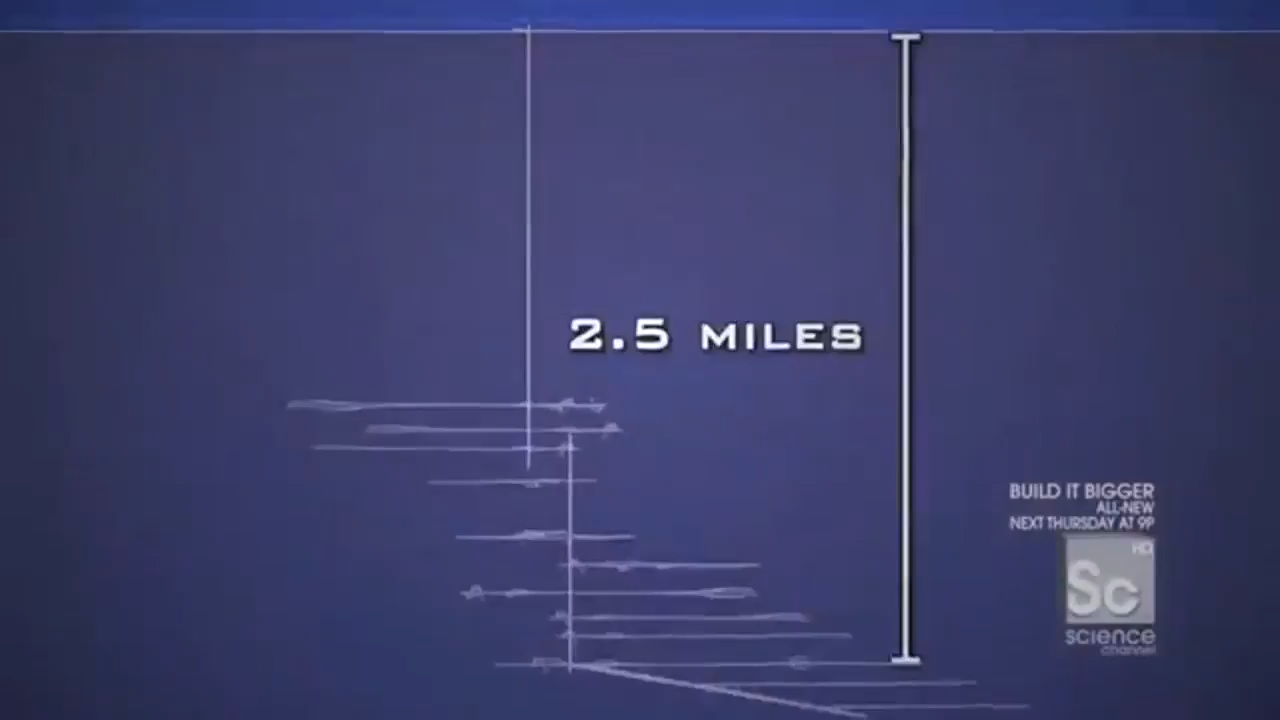 2.5 MILES
BUILD IT BIGGER
ALL-NEW
NEXT THURSDAY AT 9P
HD
Sc
science
channel